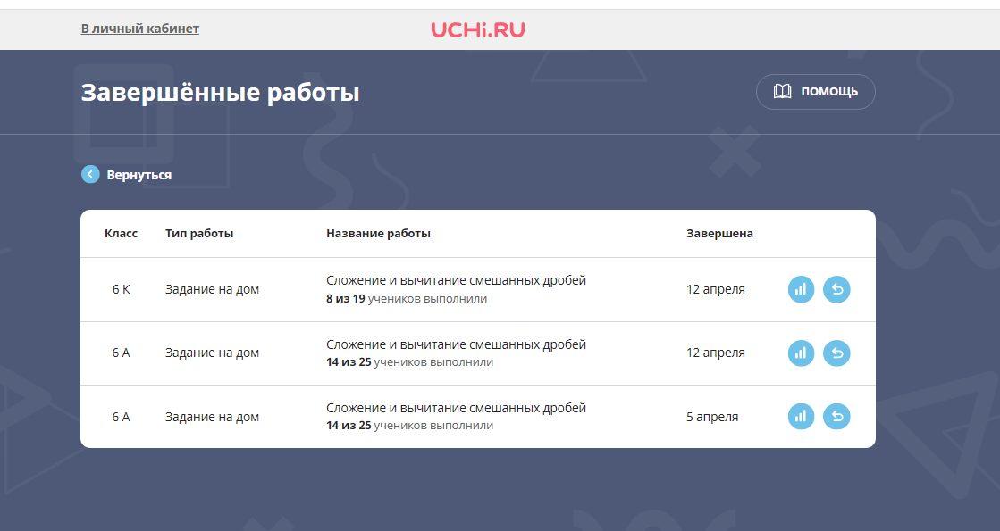 В личный кабинет
UCHi.RU
Завершённые работы
ПОМОЩЬ
Вернуться
Класс Тип работы Название работы Завершена
6 К Задание на дом Сложение и вычитание смешанных дробей 12 апреля
8 из 19 учеников выполнили
6 А Задание на дом Сложение и вычитание смешанных дробей 12 апреля
14 из 25 учеников выполнили
6 А Задание на дом Сложение и вычитание смешанных дробей 5 апреля
14 из 25 учеников выполнили